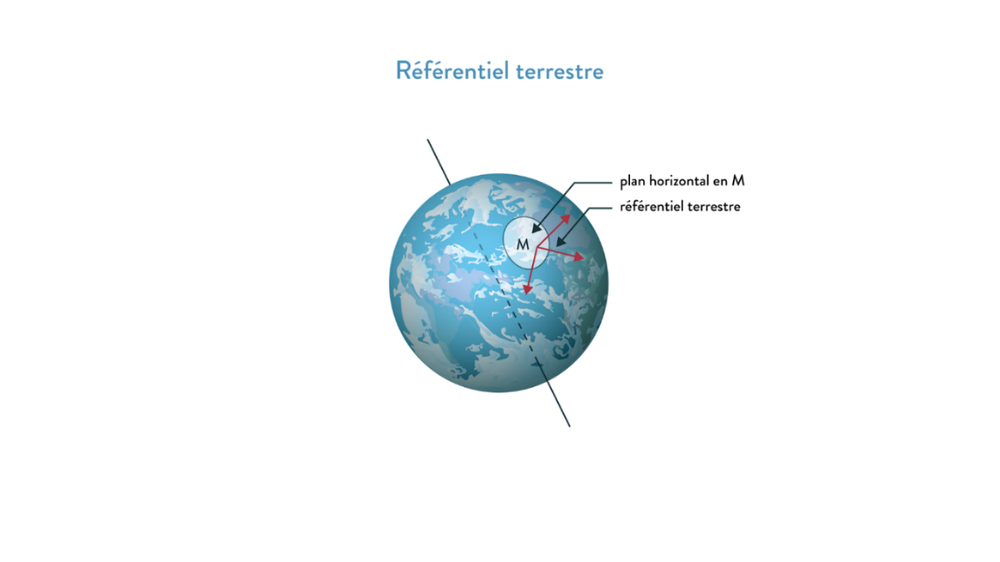 Référentiel terrestre
plan horizontal en M
référentiel terrestre
M